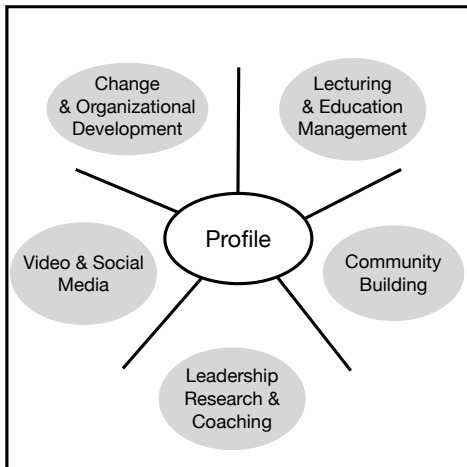 Change
& Organizational
Development
Lecturing
& Education
Management
Profile
Video & Social
Media
Community
Building
Leadership
Research &
Coaching